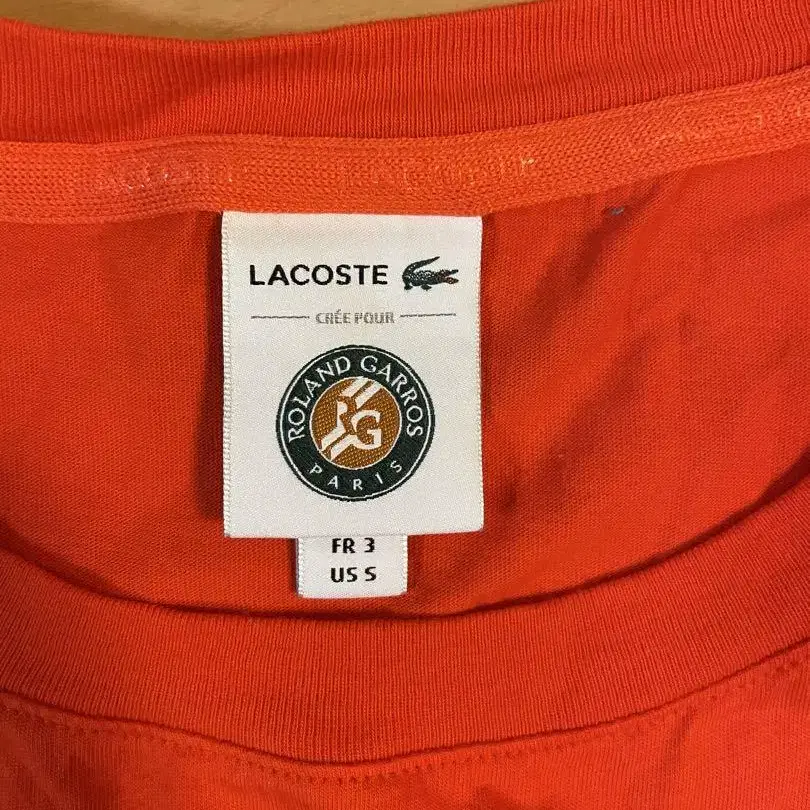 LACOSTE
CRÉE POUR
ROLAND GARROS
RG
PARIS
FR 3
US S